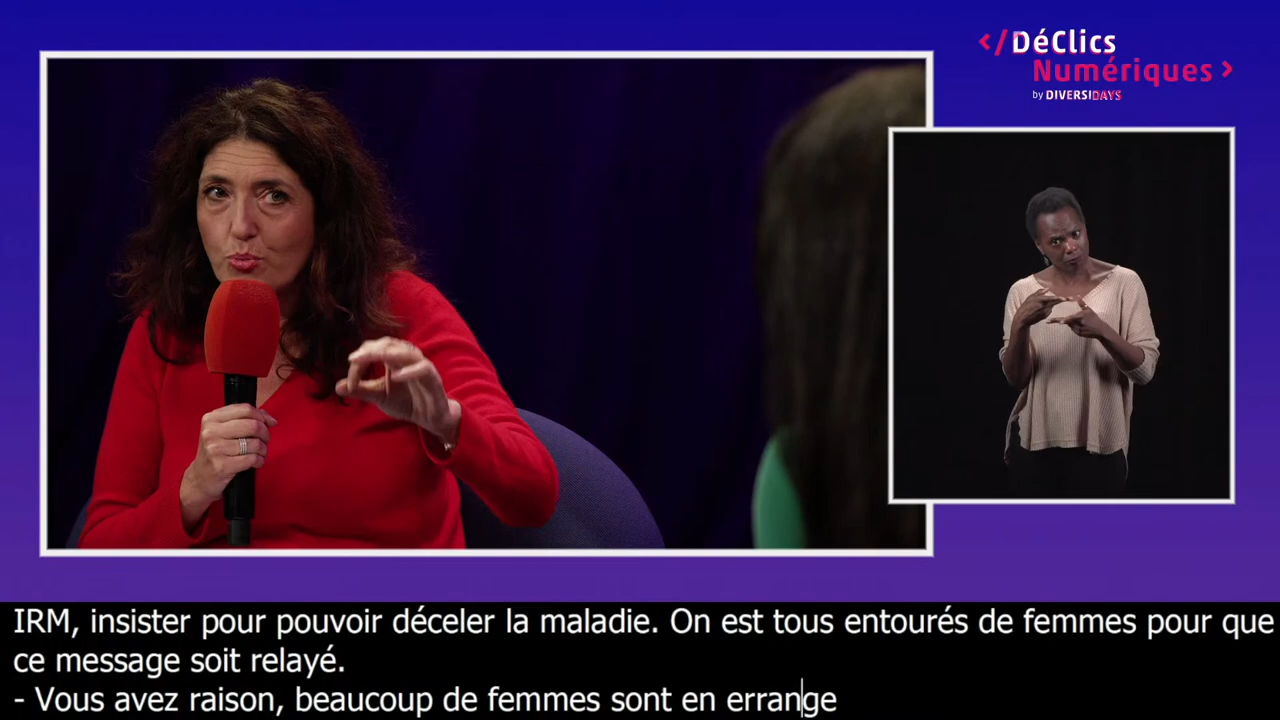 </DéClics
Numériques>
by DIVERSIDAYS
IRM, insister pour pouvoir déceler la maladie. On est tous entourés de femmes pour que
ce message soit relayé.
- Vous avez raison, beaucoup de femmes sont en errange